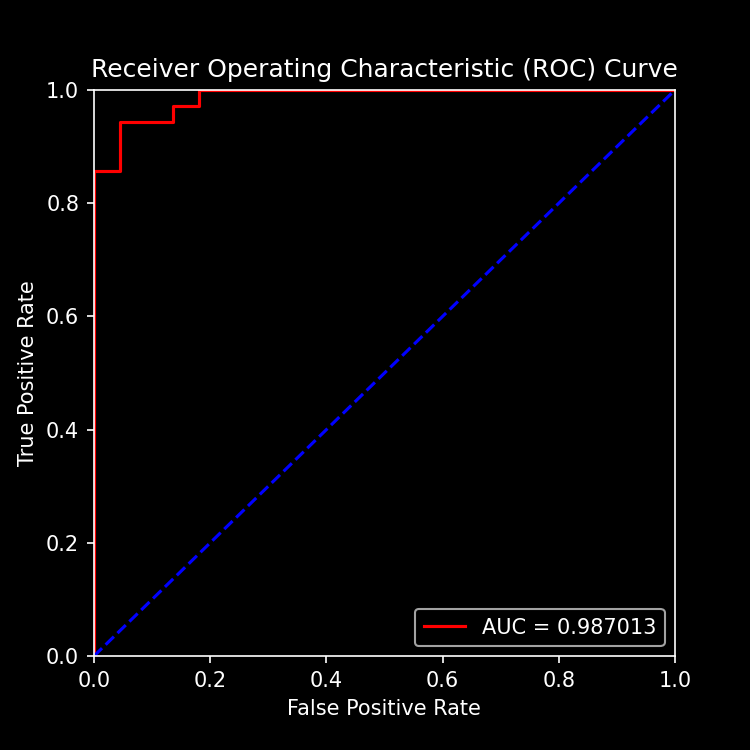 Receiver Operating Characteristic (ROC) Curve
1.0
0.8
0.6
0.4
0.2
0.0
True Positive Rate
AUC = 0.987013
0.0 0.2 0.4 0.6 0.8 1.0
False Positive Rate